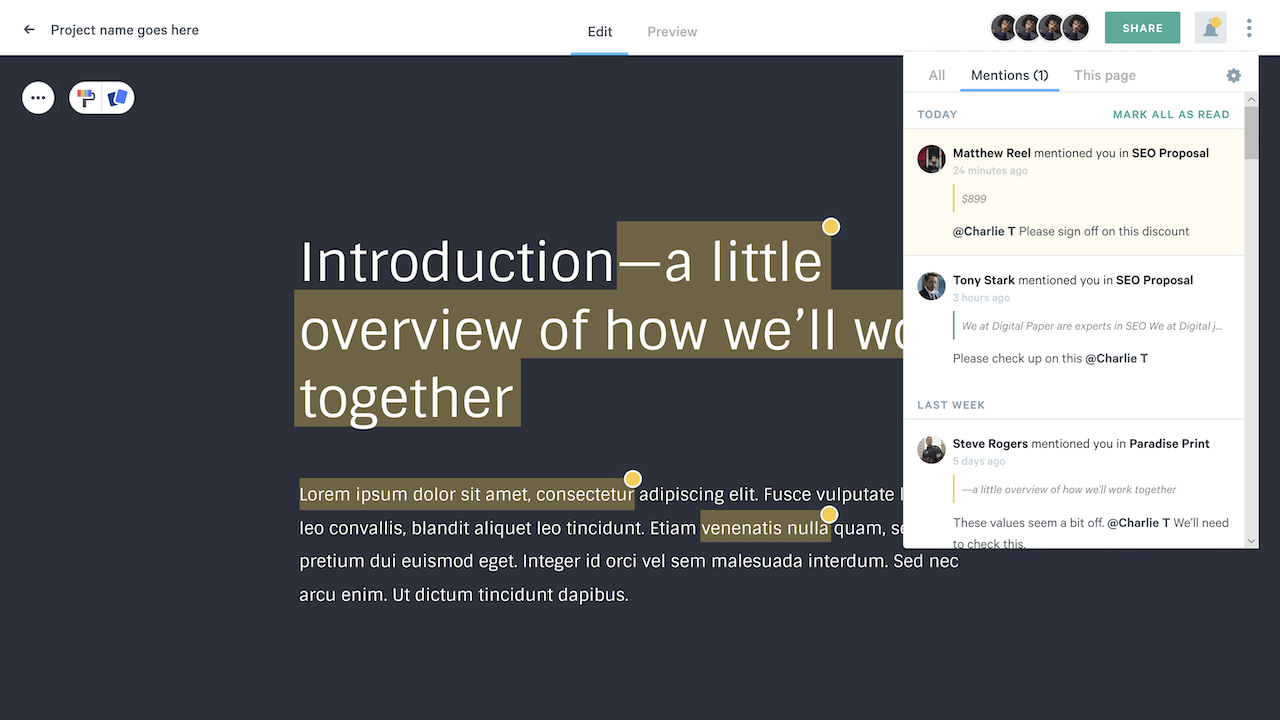 Project name goes here
Edit
Preview
SHARE
All
Mentions (1)
This page
TODAY
MARK ALL AS READ
Matthew Reel mentioned you in SEO Proposal
24 minutes ago
$899
@Charlie T Please sign off on this discount
Tony Stark mentioned you in SEO Proposal
3 hours ago
We at Digital Paper are experts in SEO We at Digital j...
Please check up on this @Charlie T
LAST WEEK
Steve Rogers mentioned you in Paradise Print
5 days ago
—a little overview of how we'll work together
These values seem a bit off. @Charlie T We'll need
to check this.
Introduction—a little
overview of how we’ll
together
Lorem ipsum dolor sit amet, consectetur adipiscing elit. Fusce vulputate
leo convallis, blandit aliquet leo tincidunt. Etiam venenatis nulla quam,
pretium dui euismod eget. Integer id orci vel sem malesuada interdum. Sed nec
arcu enim. Ut dictum tincidunt dapibus.